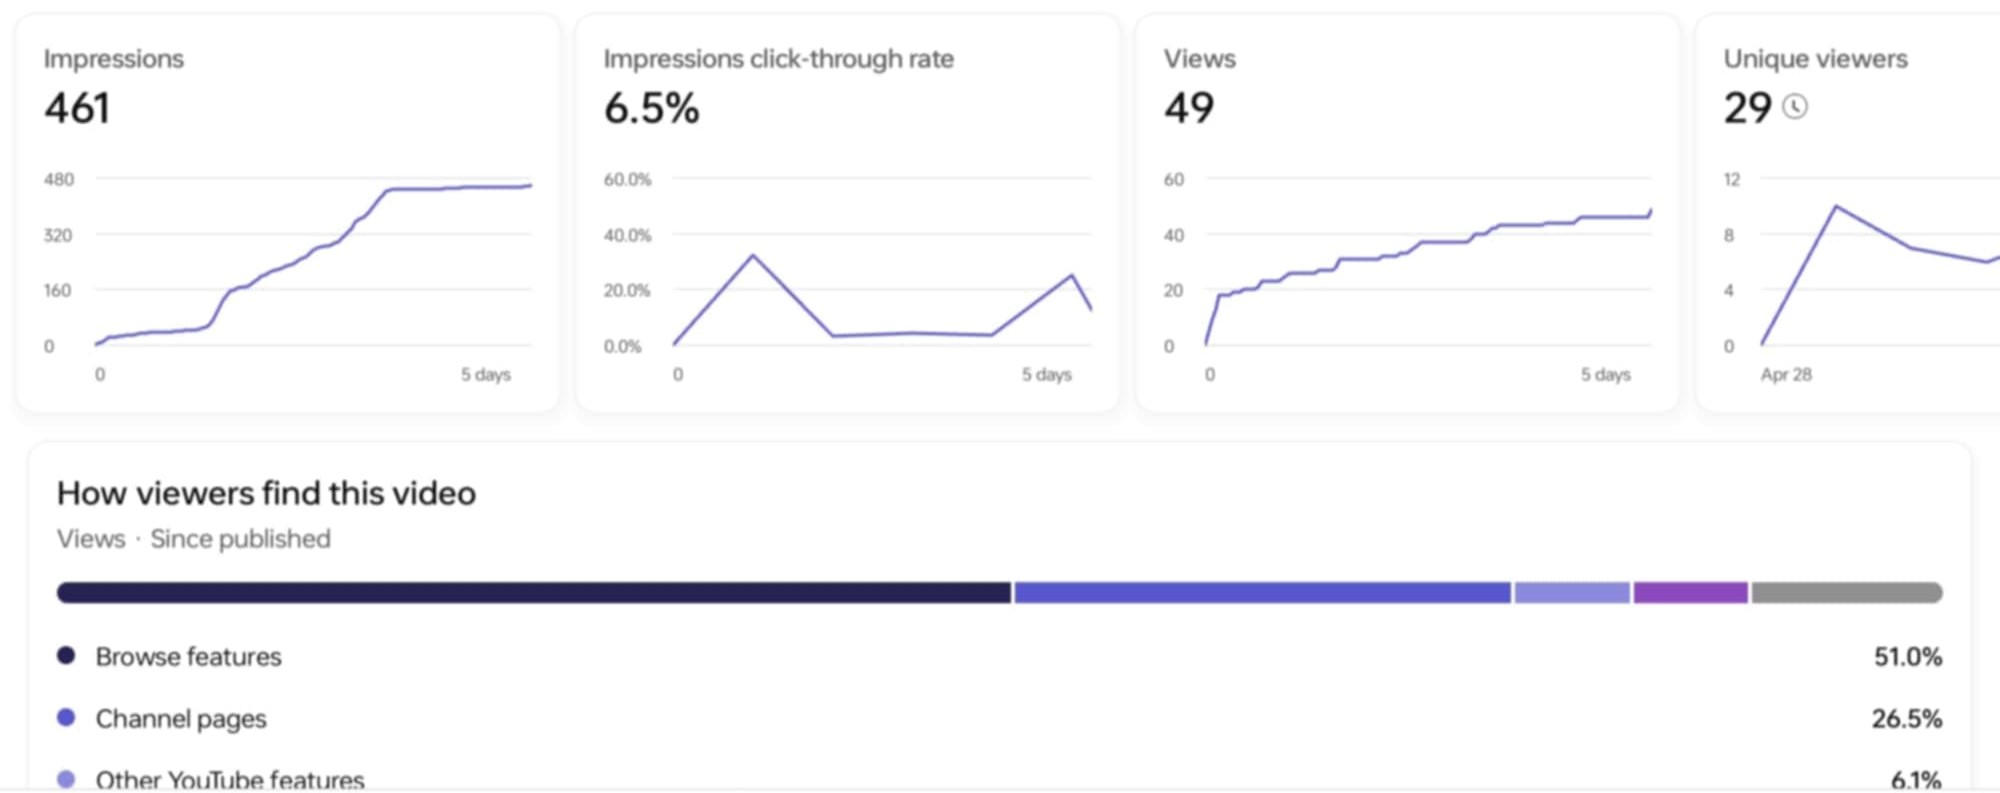 Impressions
461
480
320
160
0
0
5 days
Impressions click-through rate
6.5%
60.0%
40.0%
20.0%
0.0%
0
5 days
Views
49
60
40
20
0
0
5 days
Unique viewers
29
12
8
4
0
Apr 28
How viewers find this video
Views · Since published
Browse features 51.0%
Channel pages 26.5%
Other YouTube features 6.1%